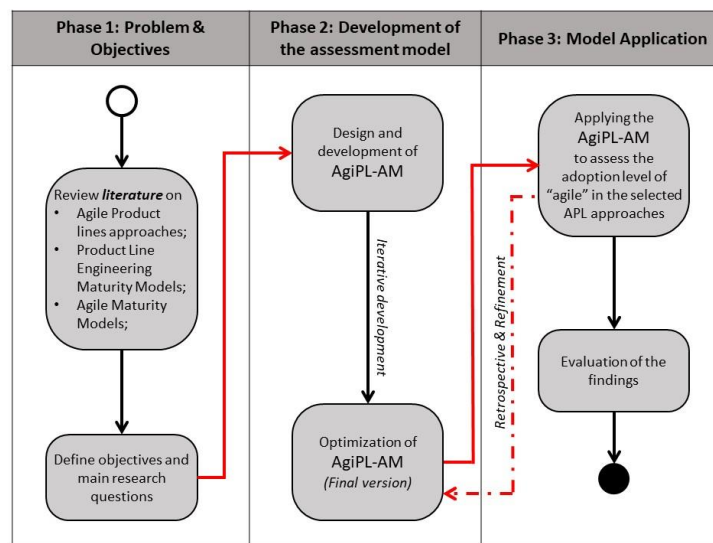 Phase 1: Problem &
Objectives
Phase 2: Development of
the assessment model
Phase 3: Model Application
Review literature on
• Agile Product
lines approaches;
• Product Line
Engineering
Maturity Models;
• Agile Maturity
Models;
Define objectives and
main research
questions
Design and
development of
AgiPL-AM
Iterative development
Optimization of
AgiPL-AM
(Final version)
Retrospective & Refinement
Applying the
AgiPL-AM
to assess the
adoption level of
“agile” in the selected
APL approaches
Evaluation of the
findings